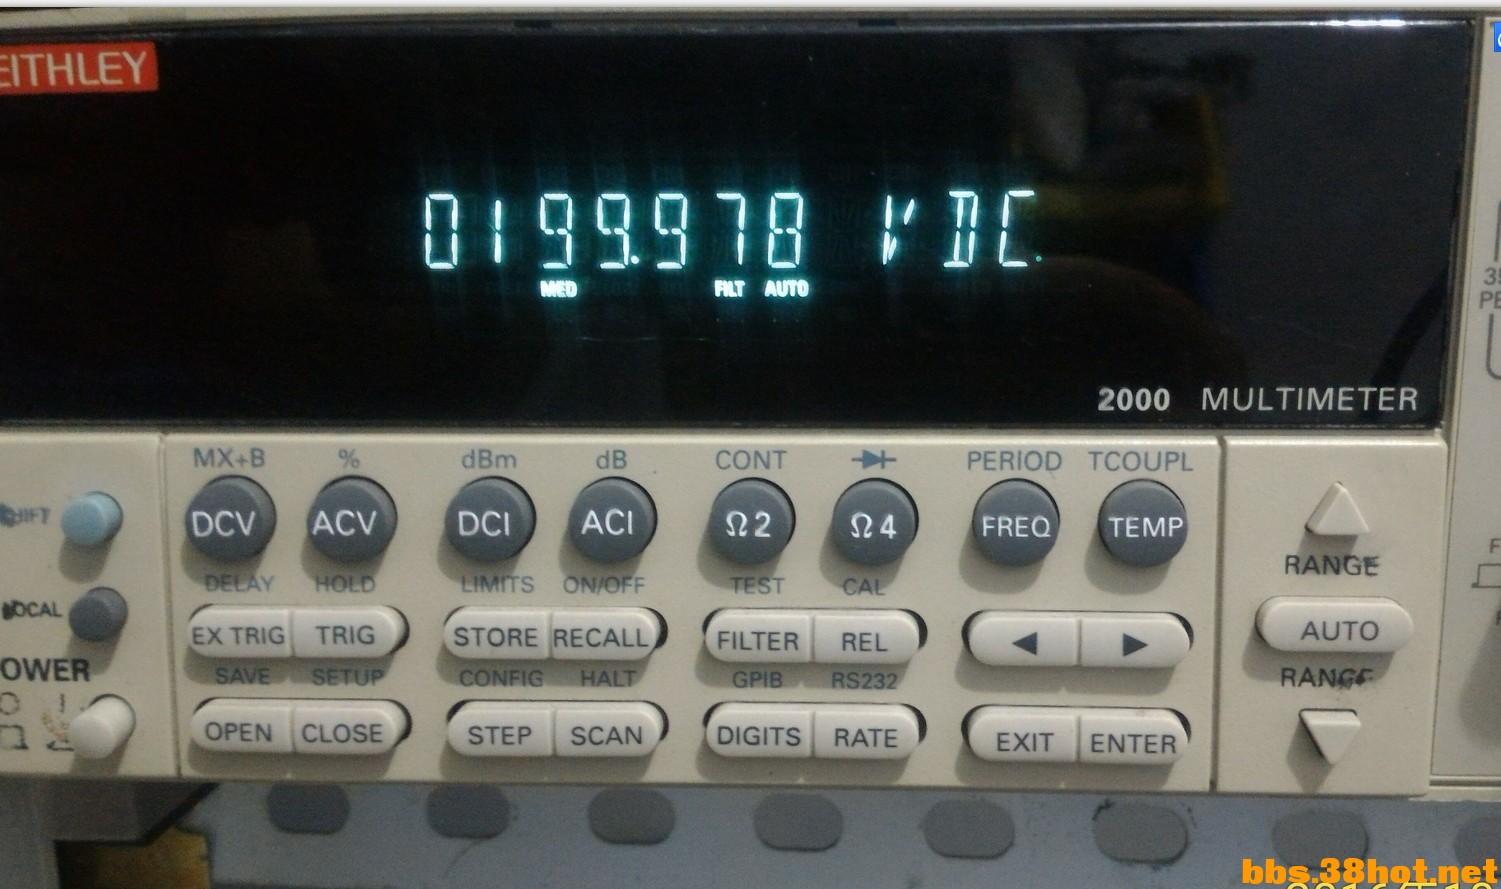 EITHLEY
0199.978 V DC
MED FILT AUTO
2000 MULTIMETER
MX+B % dBm dB CONT PERIOD TCOUPL
DCV ACV DCI ACI Ω2 Ω4 FREQ TEMP
DELAY HOLD LIMITS ON/OFF TEST CAL
RANGE
LOCAL
EX TRIG TRIG STORE RECALL FILTER REL
AUTO
OWER
SAVE SETUP CONFIG HALT GPIB RS232
RANGE
OPEN CLOSE STEP SCAN DIGITS RATE EXIT ENTER
bbs.38hot.net